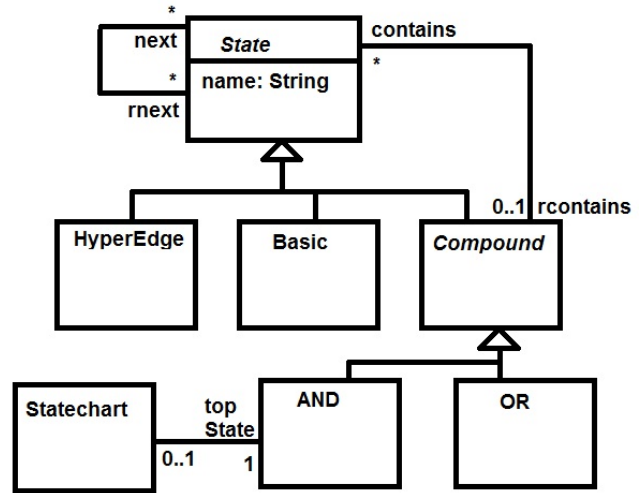 *
next
State
contains
*
*
name: String
rnext
0..1 rcontains
HyperEdge
Basic
Compound
Statechart
top
State
0..1
1
AND
OR